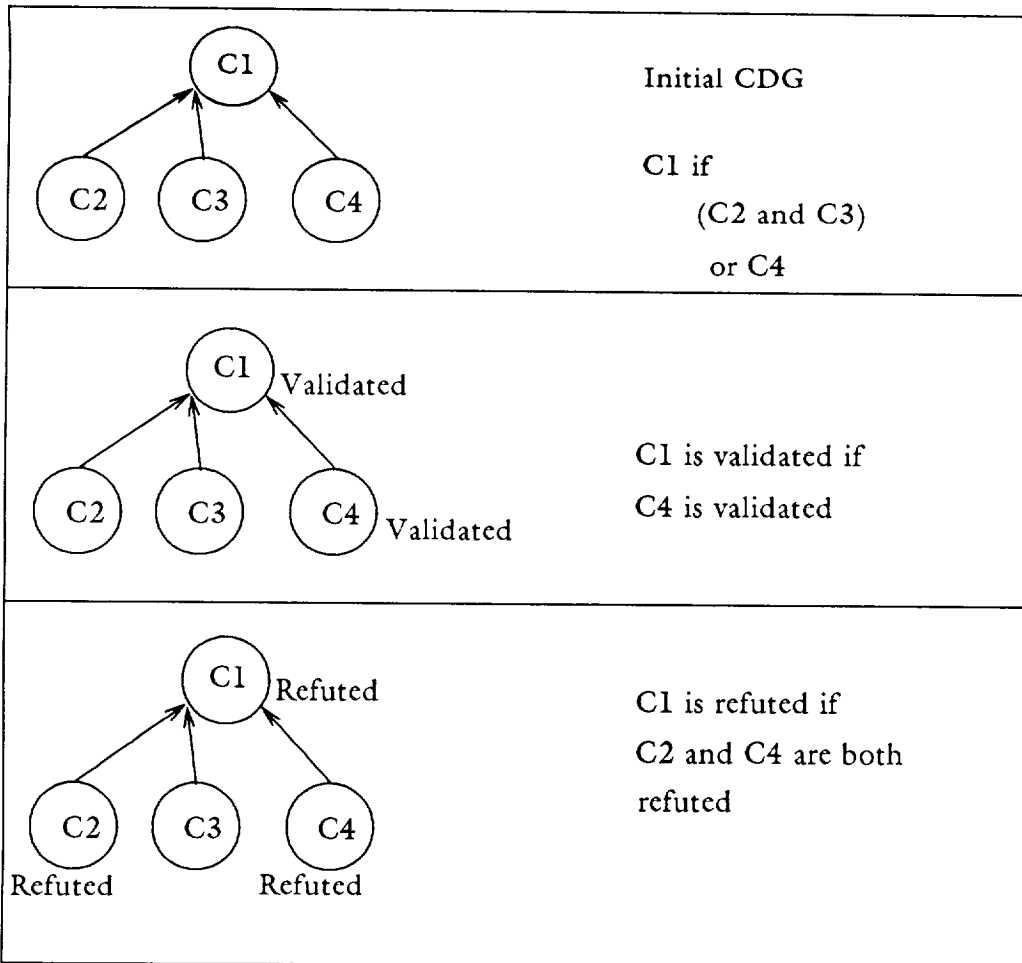 C1
C2
C3
C4
Initial CDG
C1 if
(C2 and C3)
or C4
C1
Validated
C2
C3
C4
Validated
C1 is validated if
C4 is validated
C1
Refuted
C2
C3
C4
Refuted
Refuted
C1 is refuted if
C2 and C4 are both
refuted